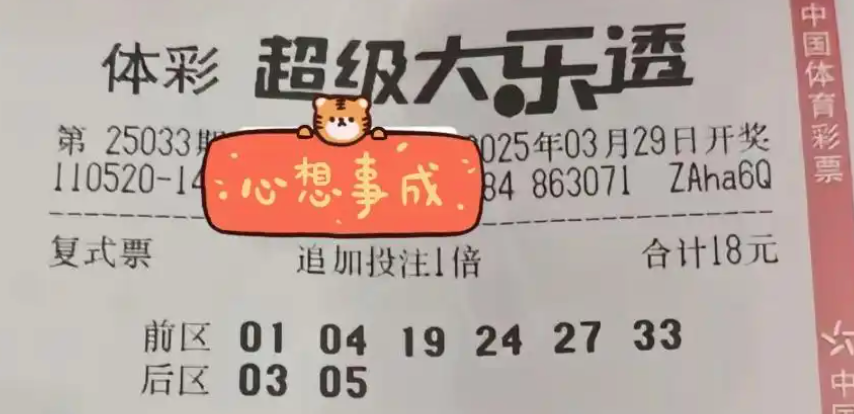 体彩 超级大乐透
第 25033期 2025年03月29日开奖
110520-14 84 863071 ZAha6Q
心想事成
复式票 追加投注1倍 合计18元
前区 01 04 19 24 27 33
后区 03 05
中国体育彩票
中